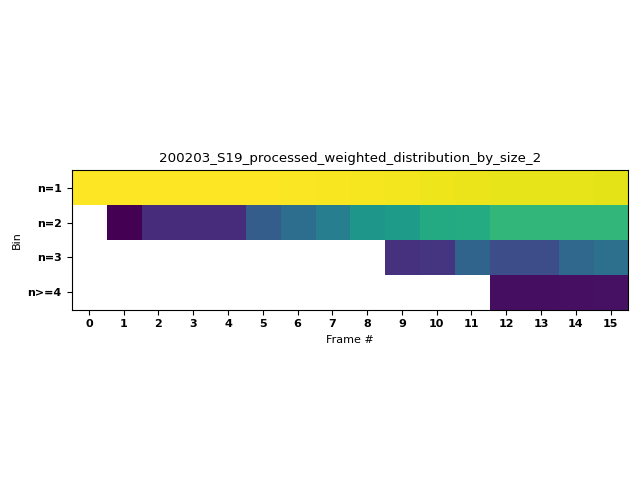 200203_S19_processed_weighted_distribution_by_size_2
n=1
n=2
n=3
n>=4
Bin
0 1 2 3 4 5 6 7 8 9 10 11 12 13 14 15
Frame #